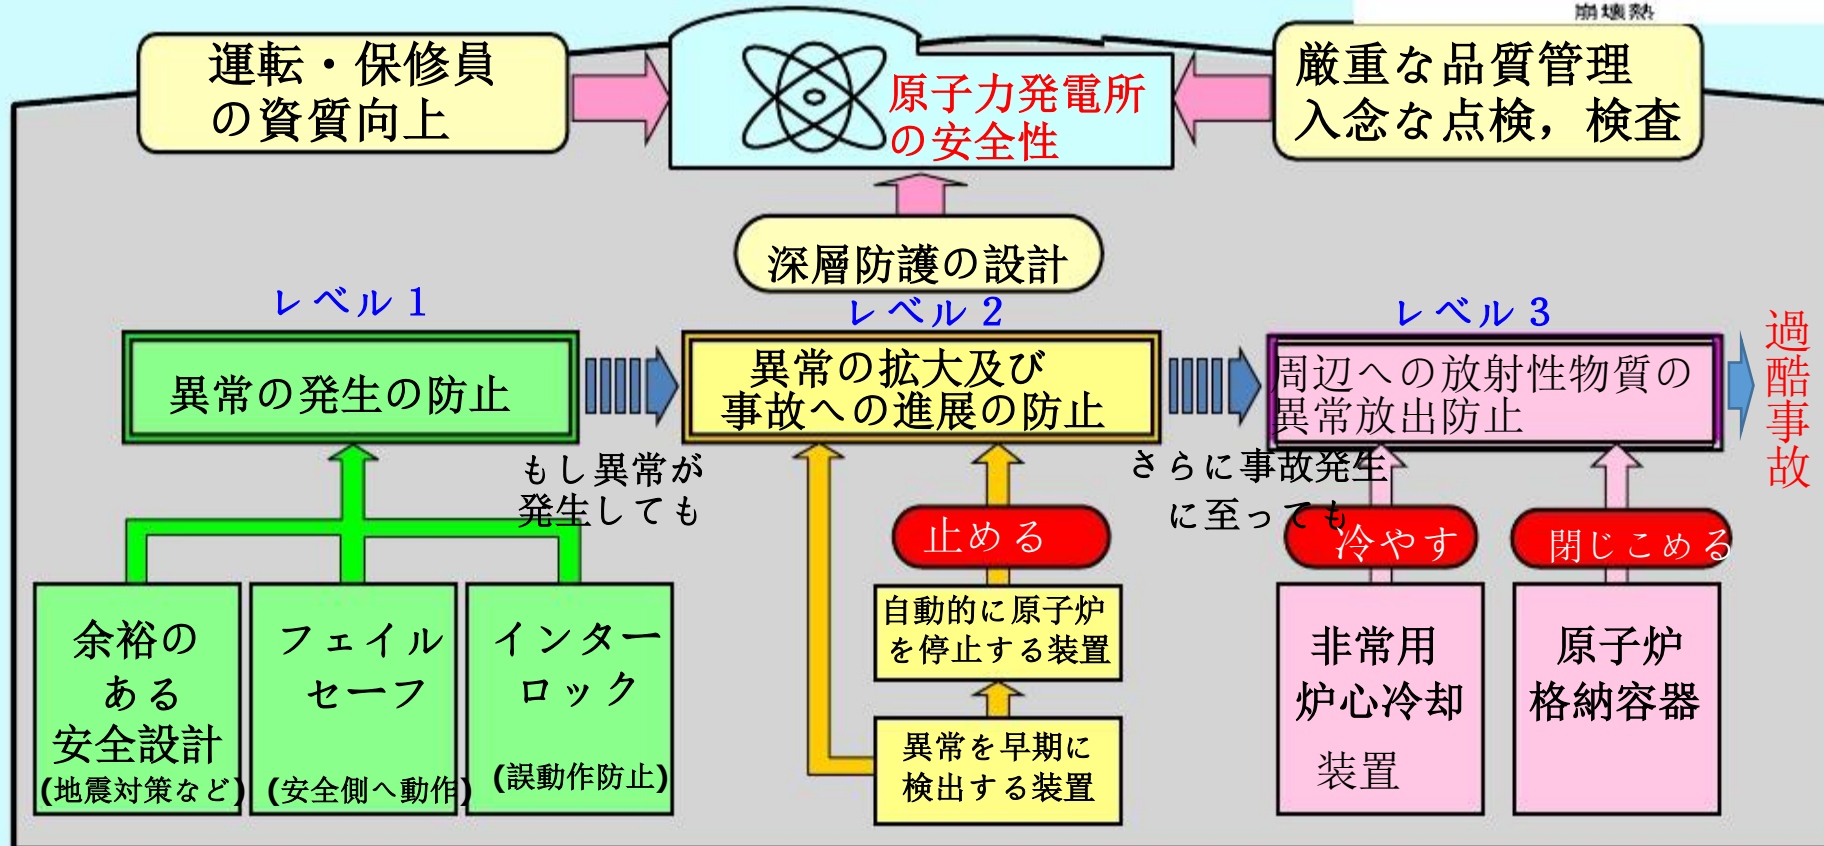 崩壊熱
運転・保修員
の資質向上
原子力発電所
の安全性
厳重な品質管理
入念な点検，検査
深層防護の設計
レベル１
レベル２
レベル３
異常の発生の防止
異常の拡大及び
事故への進展の防止
周辺への放射性物質の
異常放出防止
過酷事故
もし異常が
発生しても
さらに事故発生
に至っても
止める
冷やす
閉じこめる
余裕の
ある
安全設計
(地震対策など)
フェイル
セーフ
(安全側へ動作)
インター
ロック
(誤動作防止)
自動的に原子炉
を停止する装置
異常を早期に
検出する装置
非常用
炉心冷却
装置
原子炉
格納容器